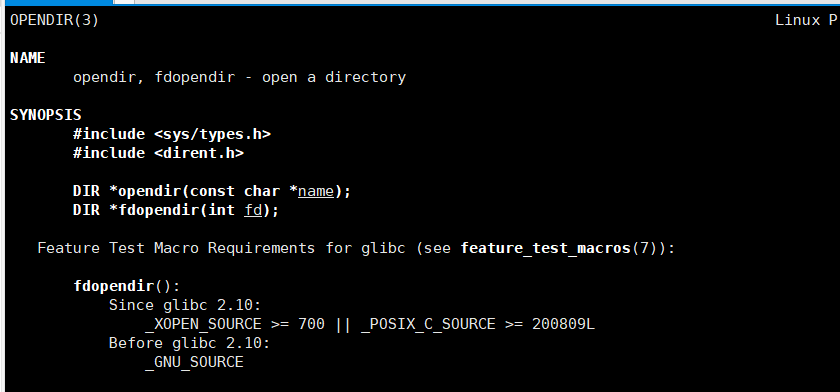 OPENDIR(3) Linux P
NAME
opendir, fdopendir - open a directory
SYNOPSIS
#include <sys/types.h>
#include <dirent.h>
DIR *opendir(const char *name);
DIR *fdopendir(int fd);
Feature Test Macro Requirements for glibc (see feature_test_macros(7)):
fdopendir():
Since glibc 2.10:
_XOPEN_SOURCE >= 700 || _POSIX_C_SOURCE >= 200809L
Before glibc 2.10:
_GNU_SOURCE